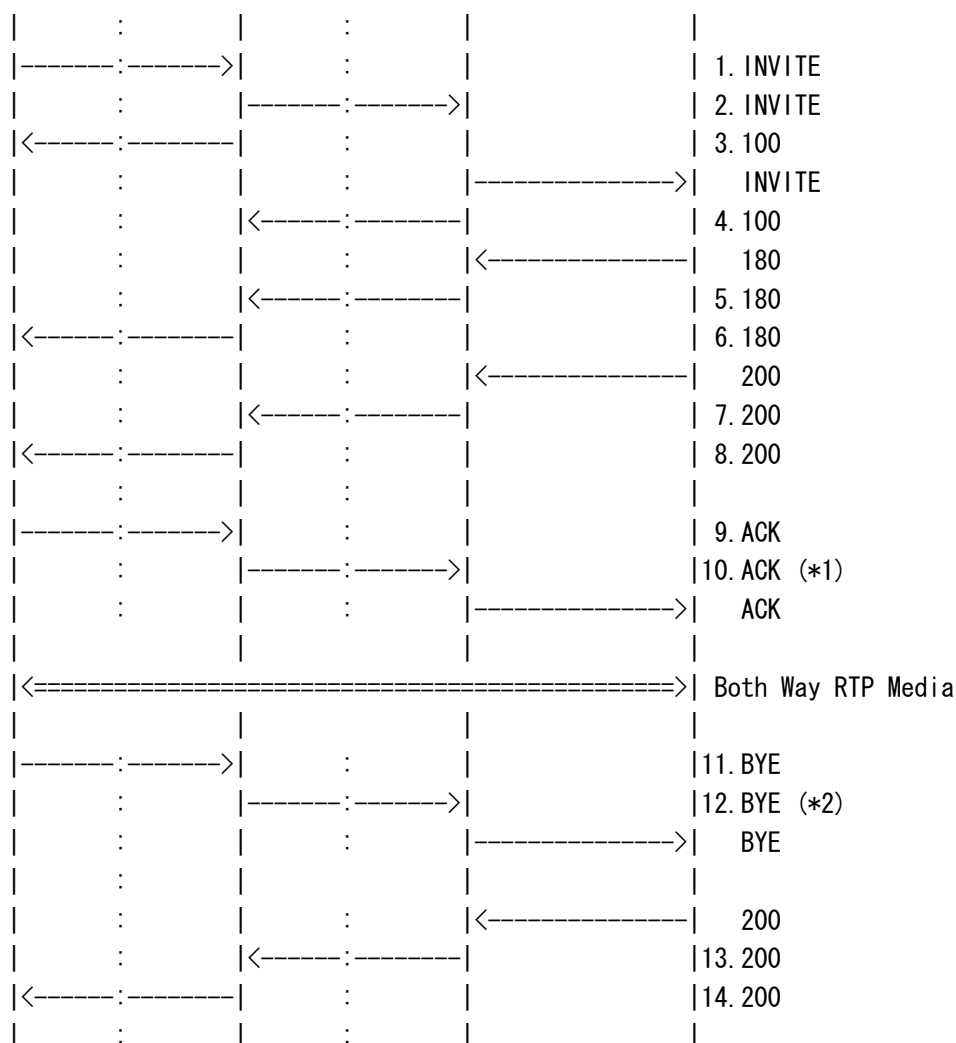 1. INVITE
2. INVITE
3. 100
INVITE
4. 100
180
5. 180
6. 180
200
7. 200
8. 200
9. ACK
10. ACK (*1)
ACK
Both Way RTP Media
11. BYE
12. BYE (*2)
BYE
200
13. 200
14. 200